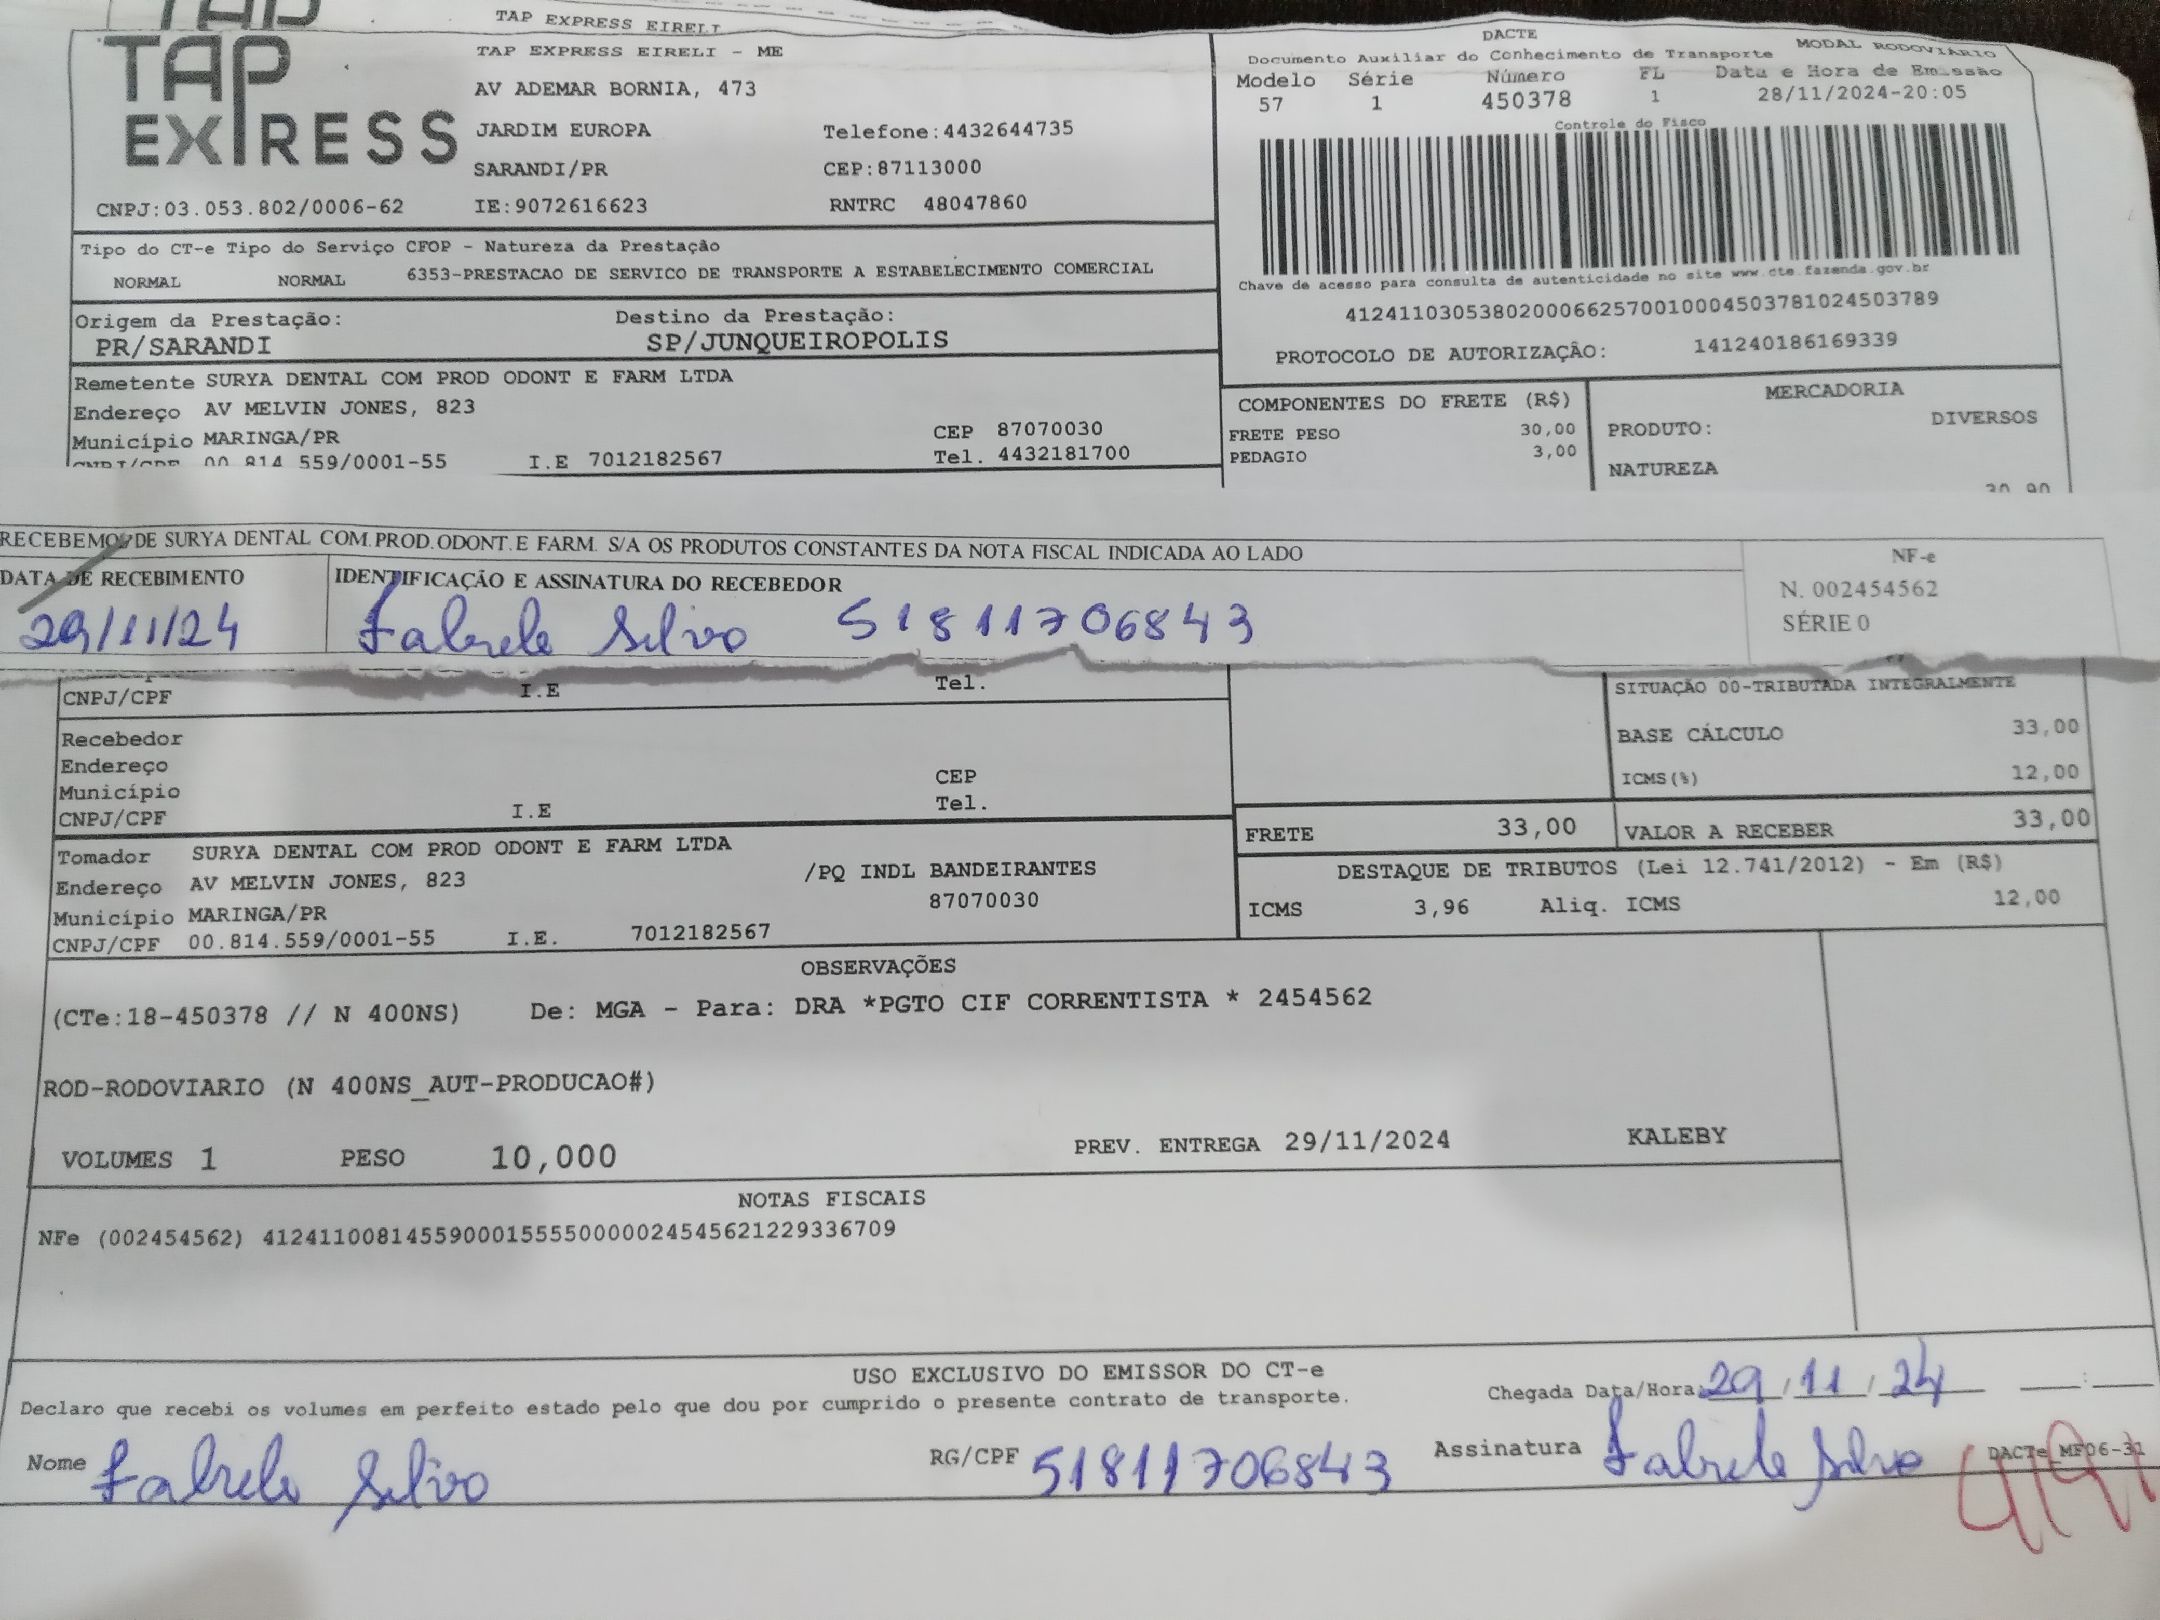 TAP EXPRESS EIRELI
TAP
EXPRESS
TAP EXPRESS EIRELI - ME
AV ADEMAR BORNIA, 473
JARDIM EUROPA Telefone:4432644735
SARANDI/PR CEP:87113000
CNPJ:03.053.802/0006-62 IE:9072616623 RNTRC 48047860
DACTE
Documento Auxiliar do Conhecimento de Transporte MODAL RODOVIÁRIO
Modelo Série Número FL Data e Hora de Emissão
57 1 450378 1 28/11/2024-20:05
Controle do Fisco
Chave de acesso para consulta de autenticidade no site www.cte.fazenda.gov.br
41241103053802000662570010004503781024503789
PROTOCOLO DE AUTORIZAÇÃO: 141240186169339
Tipo do CT-e Tipo do Serviço CFOP - Natureza da Prestação
NORMAL NORMAL 6353-PRESTACAO DE SERVICO DE TRANSPORTE A ESTABELECIMENTO COMERCIAL
Origem da Prestação: Destino da Prestação:
PR/SARANDI SP/JUNQUEIROPOLIS
Remetente SURYA DENTAL COM PROD ODONT E FARM LTDA
Endereço AV MELVIN JONES, 823
Município MARINGA/PR CEP 87070030
CNPJ/CPF 00.814.559/0001-55 I.E 7012182567 Tel. 4432181700
COMPONENTES DO FRETE (R$)
FRETE PESO 30,00
PEDAGIO 3,00
MERCADORIA
PRODUTO: DIVERSOS
NATUREZA
RECEBEMOS DE SURYA DENTAL COM.PROD.ODONT.E FARM. S/A OS PRODUTOS CONSTANTES DA NOTA FISCAL INDICADA AO LADO
DATA DE RECEBIMENTO IDENTIFICAÇÃO E ASSINATURA DO RECEBEDOR
29/11/24 Fabriele Silva 51811706843
NF-e
N. 002454562
SÉRIE 0
CNPJ/CPF I.E Tel.
Recebedor
Endereço
Município CEP
CNPJ/CPF I.E Tel.
SITUAÇÃO 00-TRIBUTADA INTEGRALMENTE
BASE CÁLCULO 33,00
ICMS(%) 12,00
FRETE 33,00 VALOR A RECEBER 33,00
Tomador SURYA DENTAL COM PROD ODONT E FARM LTDA
Endereço AV MELVIN JONES, 823 /PQ INDL BANDEIRANTES
Município MARINGA/PR 87070030
CNPJ/CPF 00.814.559/0001-55 I.E. 7012182567
DESTAQUE DE TRIBUTOS (Lei 12.741/2012) - Em (R$)
ICMS 3,96 Aliq. ICMS 12,00
OBSERVAÇÕES
(CTe:18-450378 // N 400NS) De: MGA - Para: DRA *PGTO CIF CORRENTISTA * 2454562
ROD-RODOVIARIO (N 400NS_AUT-PRODUCAO#)
VOLUMES 1 PESO 10,000 PREV. ENTREGA 29/11/2024 KALEBY
NOTAS FISCAIS
NFe (002454562) 41241100814559000155550000024545621229336709
USO EXCLUSIVO DO EMISSOR DO CT-e
Declaro que recebi os volumes em perfeito estado pelo que dou por cumprido o presente contrato de transporte.
Chegada Data/Hora 29/11/24
Nome Fabriele Silva RG/CPF 51811706843 Assinatura Fabriele Silva
DACTe_MF06-31